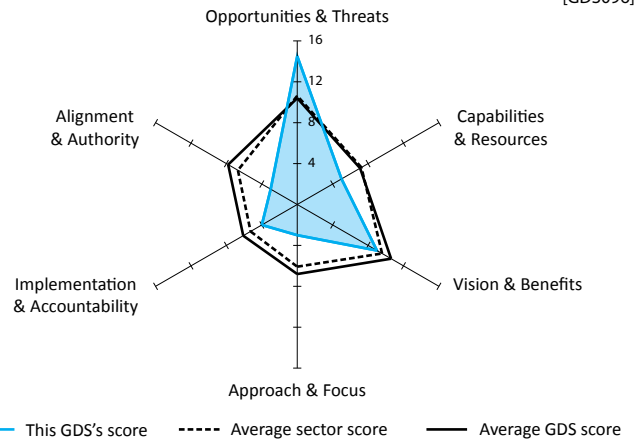 Opportunities & Threats
16
12
8
4
Alignment
& Authority
Capabilities
& Resources
Implementation
& Accountability
Vision & Benefits
Approach & Focus
This GDS's score
Average sector score
Average GDS score